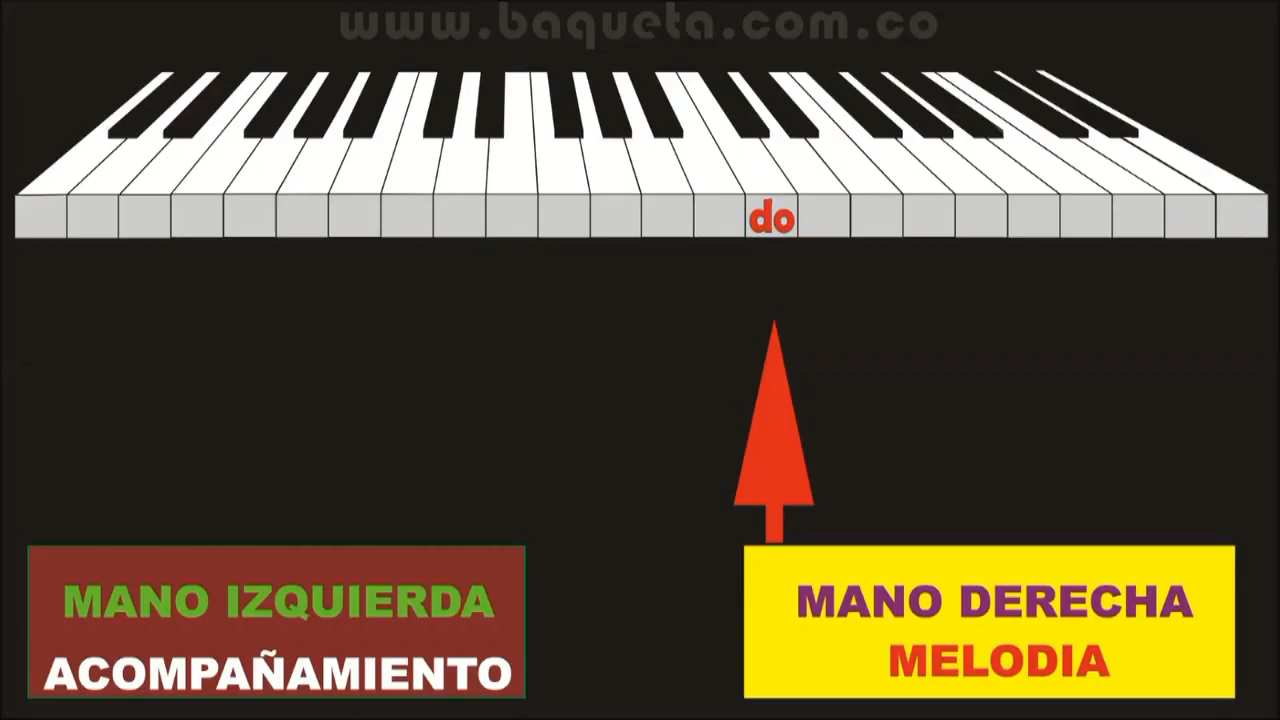 www.baqueta.com.co
do
MANO IZQUIERDA
ACOMPAÑAMIENTO
MANO DERECHA
MELODIA